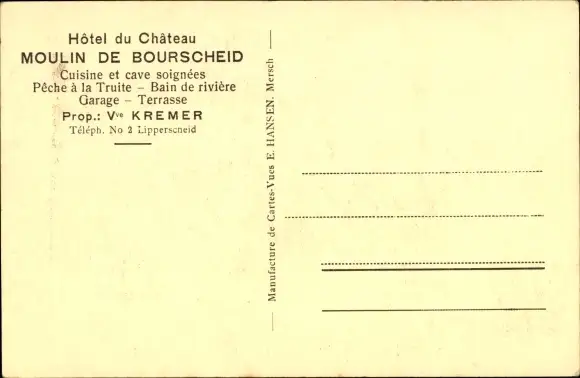 Hôtel du Château
MOULIN DE BOURSCHEID
Cuisine et cave soignées
Pêche à la Truite – Bain de rivière
Garage – Terrasse
Prop.: Vve KREMER
Téléph. No 2 Lipperscheid
Manufacture de Cartes-Vues E. HANSEN, Mersch